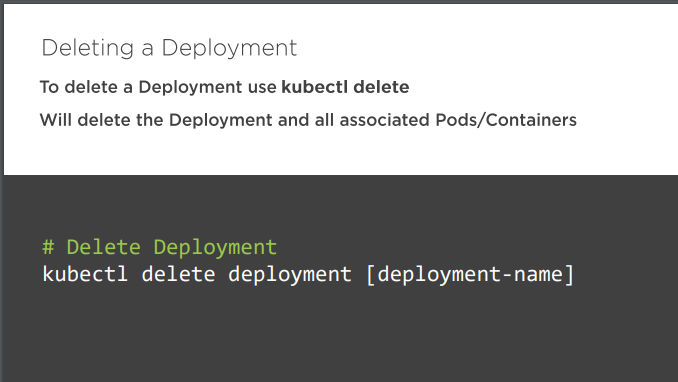 Deleting a Deployment
To delete a Deployment use kubectl delete
Will delete the Deployment and all associated Pods/Containers
# Delete Deployment
kubectl delete deployment [deployment-name]